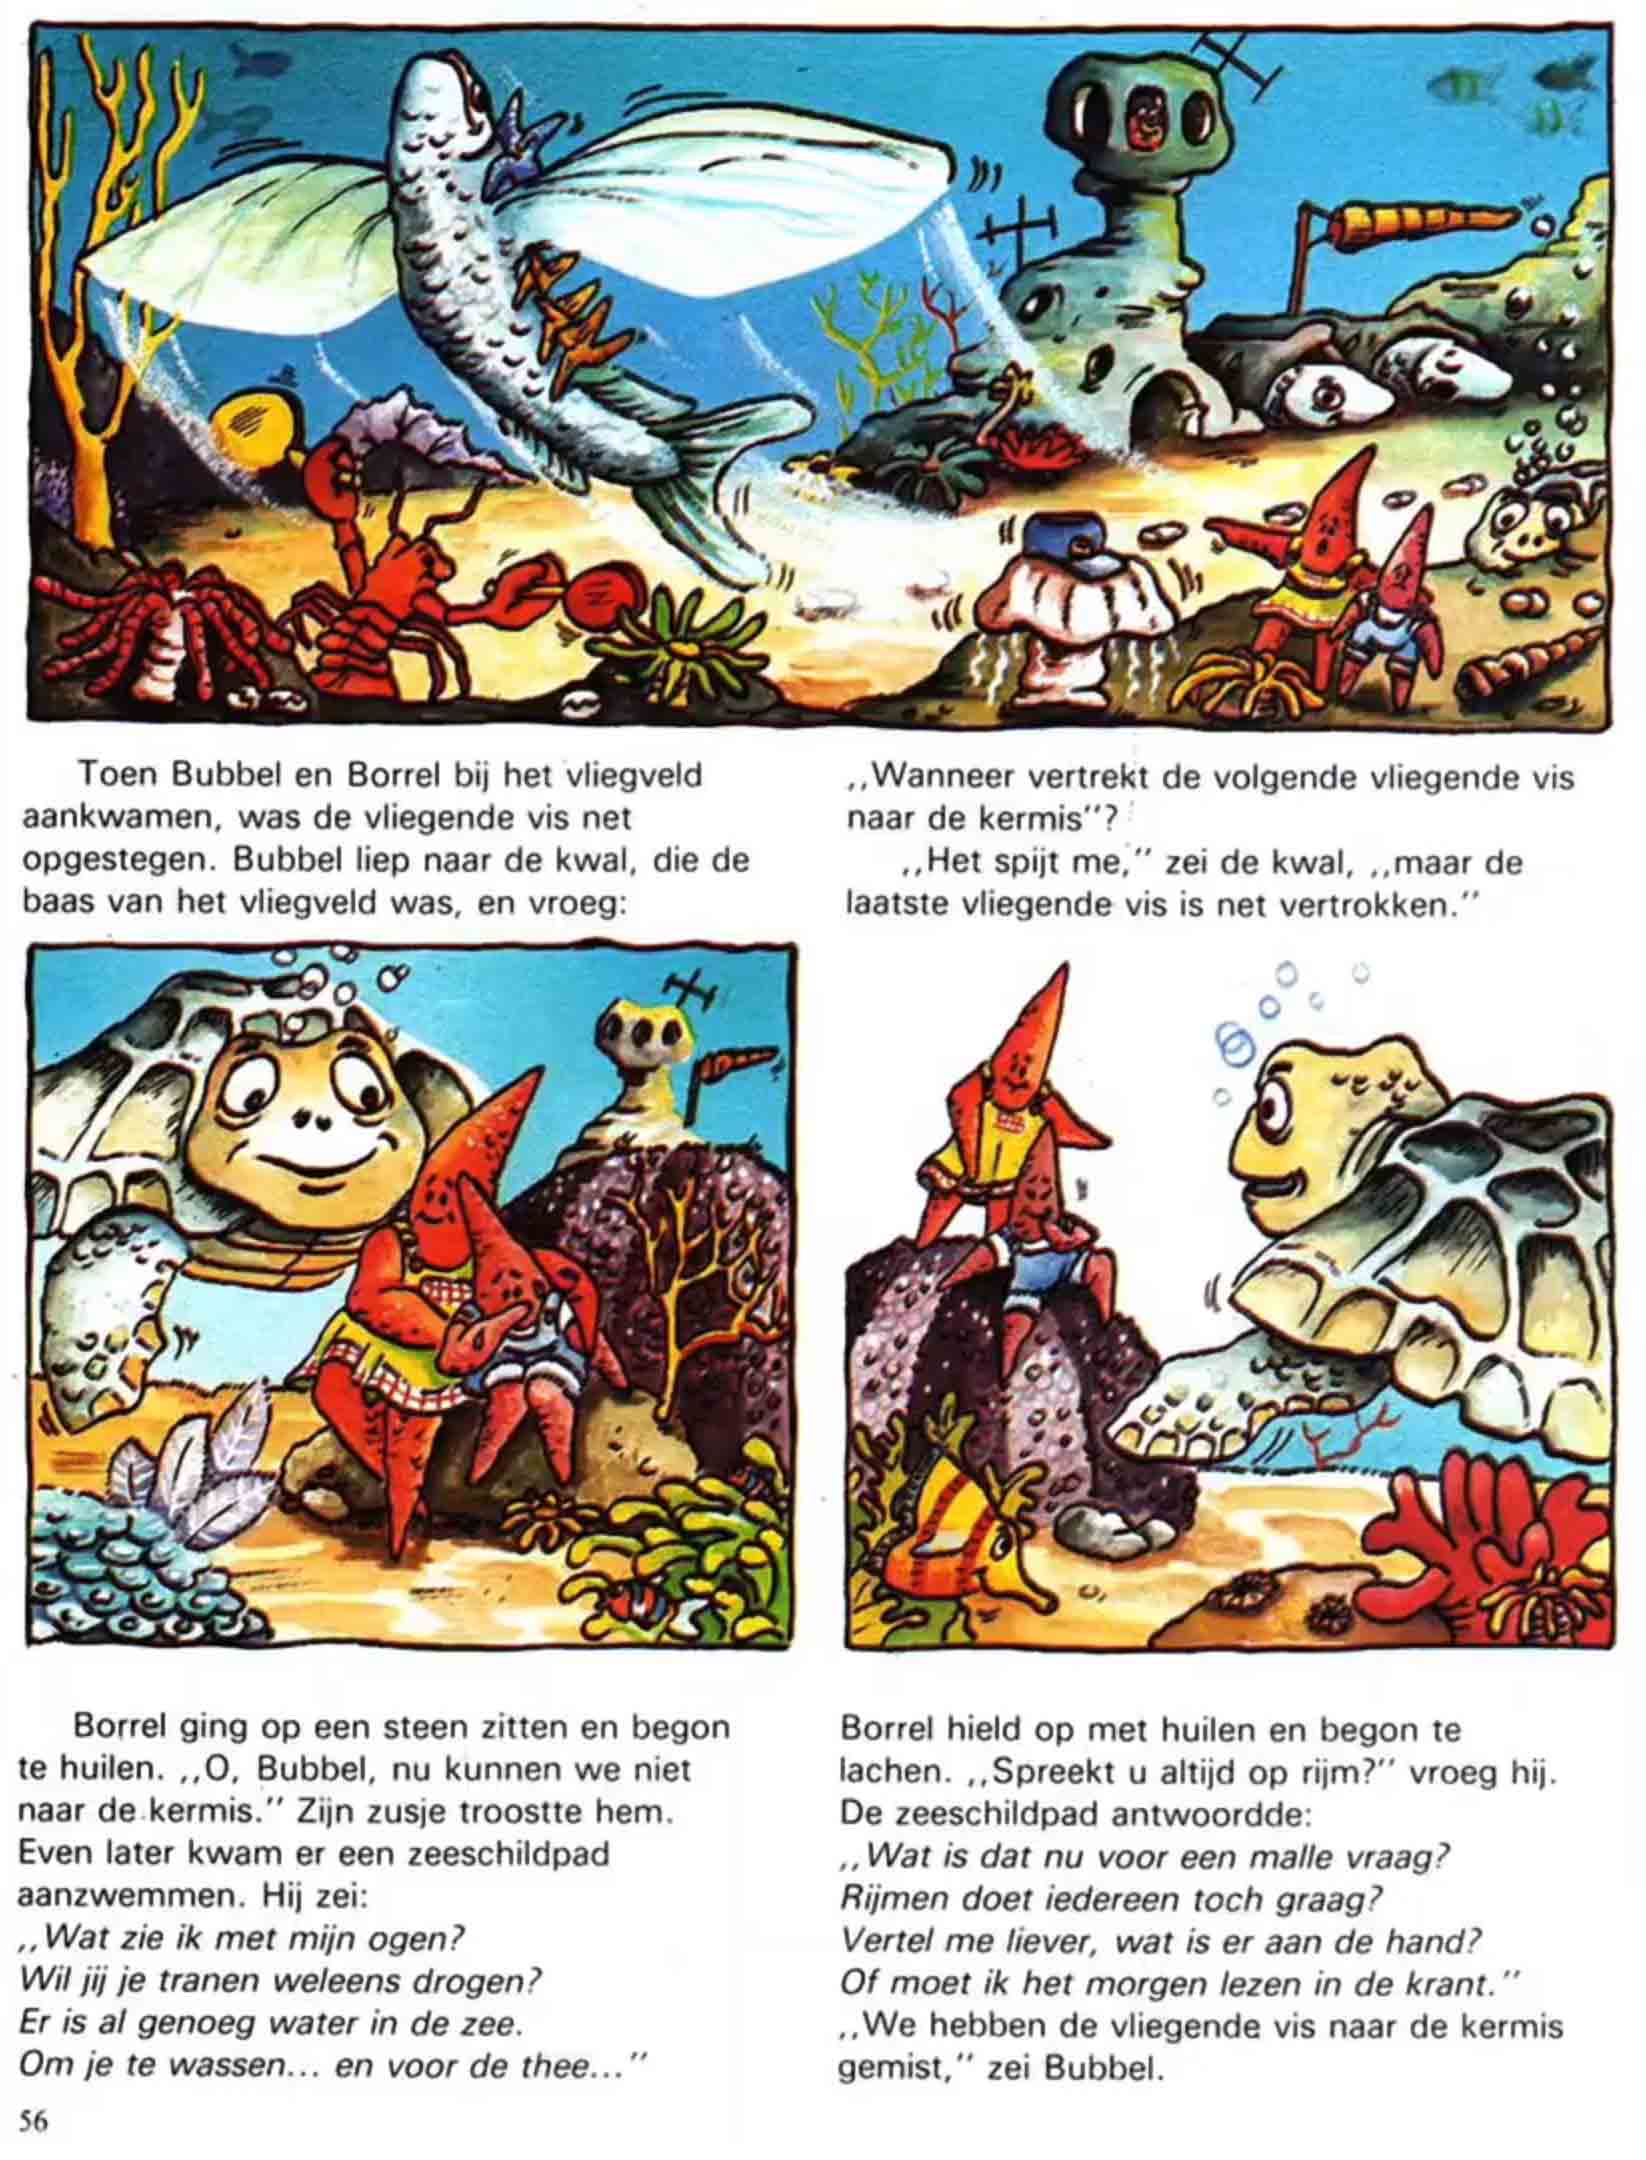 Toen Bubbel en Borrel bij het vliegveld
aankwamen, was de vliegende vis net
opgestegen. Bubbel liep naar de kwal, die de
baas van het vliegveld was, en vroeg:
,,Wanneer vertrekt de volgende vliegende vis
naar de kermis''?
,,Het spijt me,'' zei de kwal, ,,maar de
laatste vliegende vis is net vertrokken.''
Borrel ging op een steen zitten en begon
te huilen. ,,O, Bubbel, nu kunnen we niet
naar de kermis.'' Zijn zusje troostte hem.
Even later kwam er een zeeschildpad
aanzwemmen. Hij zei:
,,Wat zie ik met mijn ogen?
Wil jij je tranen weleens drogen?
Er is al genoeg water in de zee.
Om je te wassen... en voor de thee...''
Borrel hield op met huilen en begon te
lachen. ,,Spreekt u altijd op rijm?'' vroeg hij.
De zeeschildpad antwoordde:
,,Wat is dat nu voor een malle vraag?
Rijmen doet iedereen toch graag?
Vertel me liever, wat is er aan de hand?
Of moet ik het morgen lezen in de krant.''
,,We hebben de vliegende vis naar de kermis
gemist,'' zei Bubbel.
56